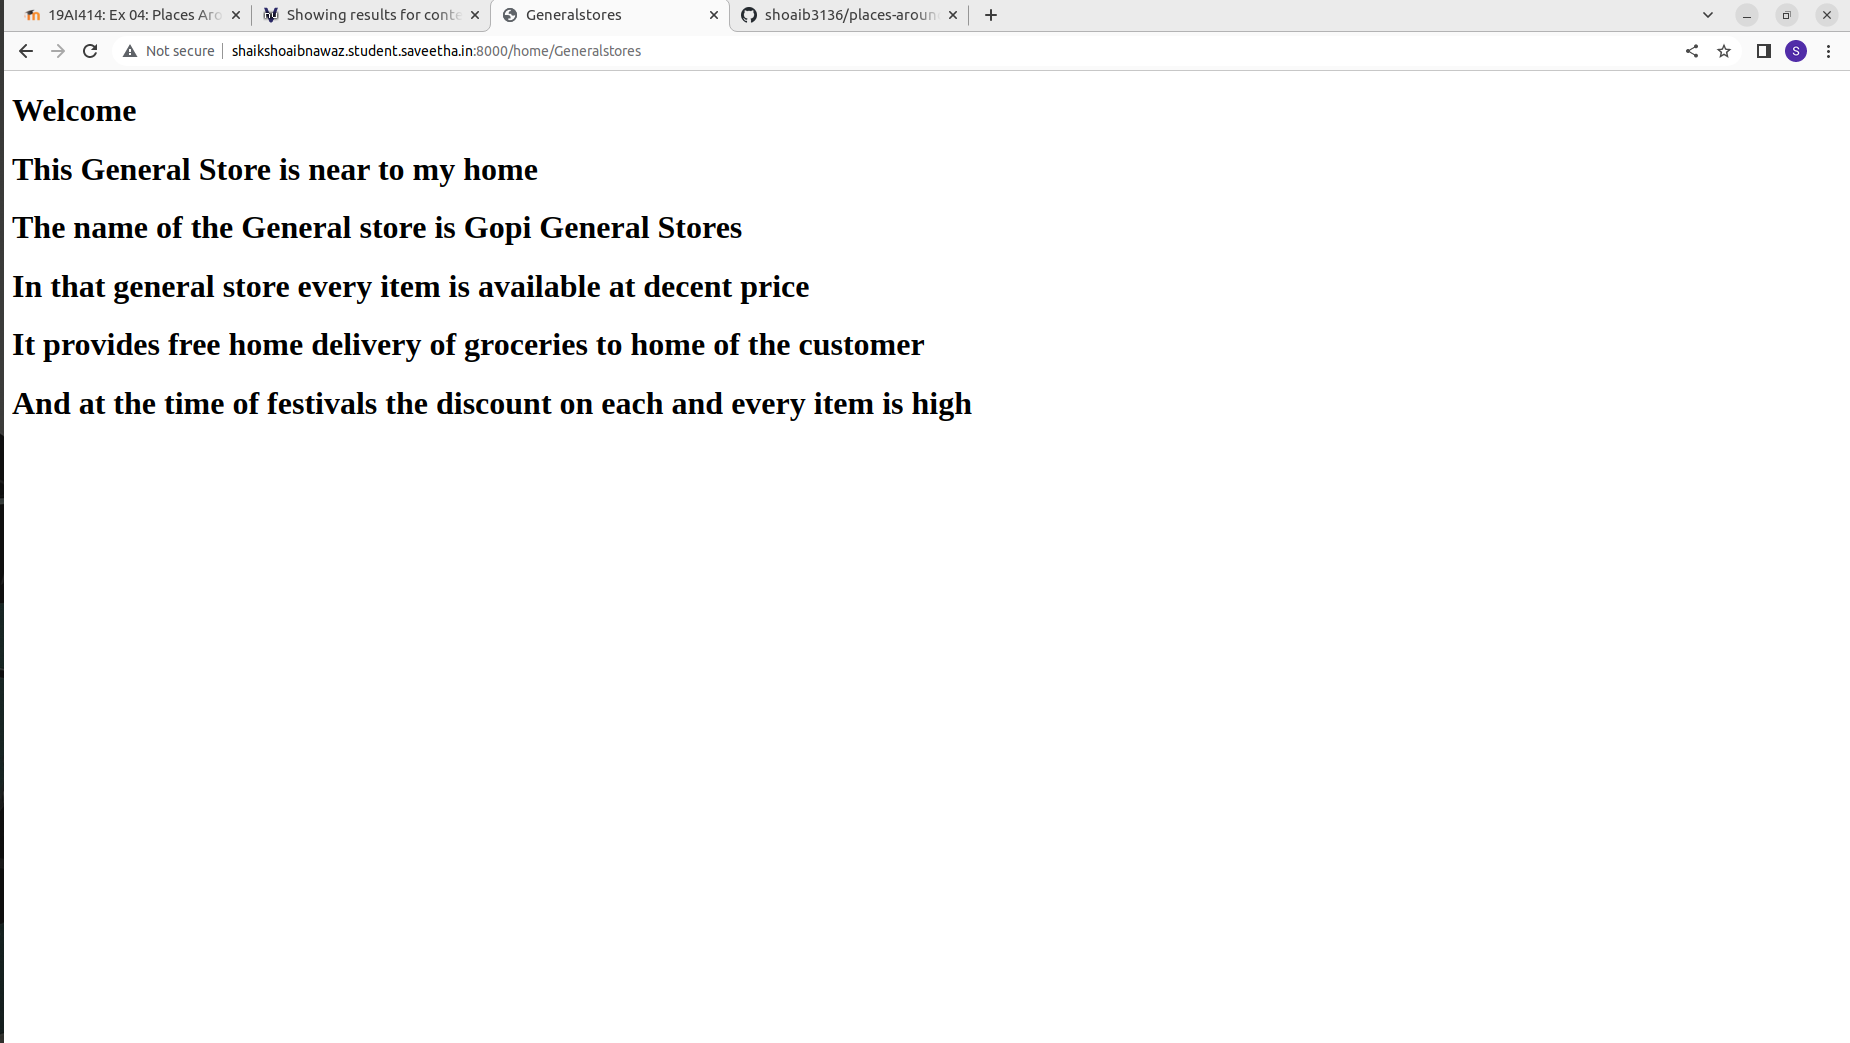 19AI414: Ex 04: Places Aro
Showing results for conte
Generalstores
shoaib3136/places-aroun
Not secure
shaikshoaibnawaz.student.saveetha.in:8000/home/Generalstores
S
Welcome
This General Store is near to my home
The name of the General store is Gopi General Stores
In that general store every item is available at decent price
It provides free home delivery of groceries to home of the customer
And at the time of festivals the discount on each and every item is high